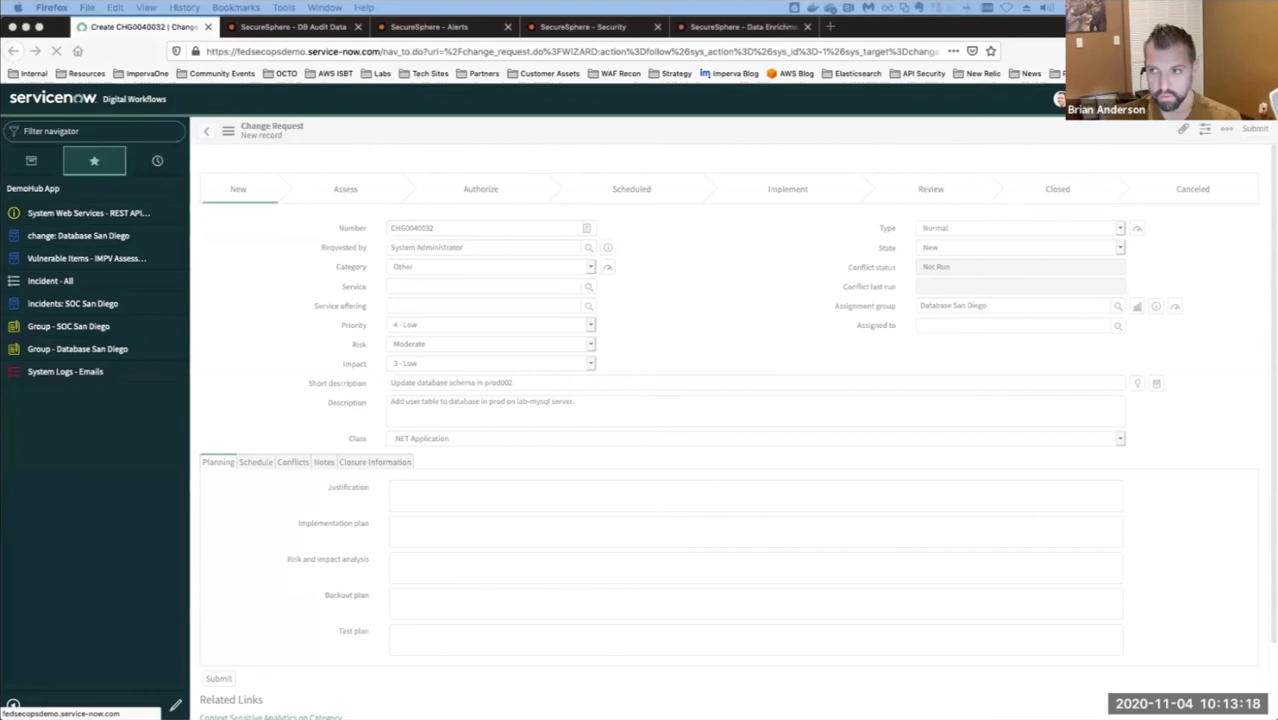 Firefox File Edit View History Bookmarks Tools Window Help
Create CHG0040032 | Change
SecureSphere - DB Audit Data
SecureSphere - Alerts
SecureSphere - Security
SecureSphere - Data Enrichme
https://fedsecopsdemo.service-now.com/nav_to.do?uri=%2Fchange_request.do%3FWIZARD:action%3Dfollow%26sys_action%3D%26sys_id%3D-1%26sys_target%3Dchange
Internal Resources ImpervaOne Community Events OCTO AWS ISBT Labs Tech Sites Partners Customer Assets WAF Recon Strategy Imperva Blog AWS Blog Elasticsearch API Security New Relic News
Brian Anderson
servicenow Digital Workflows
Filter navigator
DemoHub App
System Web Services - REST API...
change: Database San Diego
Vulnerable Items - IMPV Assess...
Incident - All
incidents: SOC San Diego
Group - SOC San Diego
Group - Database San Diego
System Logs - Emails
fedsecopsdemo.service-now.com
Change Request
New record
Submit
New Assess Authorize Scheduled Implement Review Closed Canceled
Number CHG0040032
Requested by System Administrator
Category Other
Service
Service offering
Priority 4 - Low
Risk Moderate
Impact 3 - Low
Type Normal
State New
Conflict status Not Run
Conflict last run
Assignment group Database San Diego
Assigned to
Short description Update database schema in prod002
Description Add user table to database in prod on lab-mysql server.
Class .NET Application
Planning Schedule Conflicts Notes Closure Information
Justification
Implementation plan
Risk and impact analysis
Backout plan
Test plan
Submit
Related Links
Context Sensitive Analytics on Category
2020-11-04 10:13:18